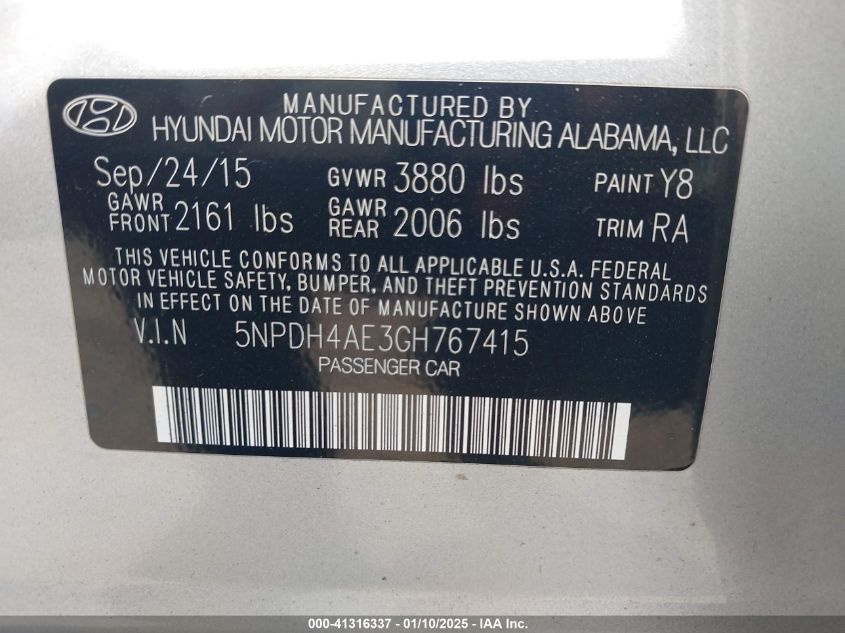 MANUFACTURED BY
HYUNDAI MOTOR MANUFACTURING ALABAMA, LLC
Sep/24/15 GVWR 3880 lbs PAINT Y8
GAWR FRONT 2161 lbs GAWR REAR 2006 lbs TRIM RA
THIS VEHICLE CONFORMS TO ALL APPLICABLE U.S.A. FEDERAL
MOTOR VEHICLE SAFETY, BUMPER, AND THEFT PREVENTION STANDARDS
IN EFFECT ON THE DATE OF MANUFACTURE SHOWN ABOVE.
V.I.N 5NPDH4AE3GH767415
PASSENGER CAR
000-41316337 - 01/10/2025 - IAA Inc.